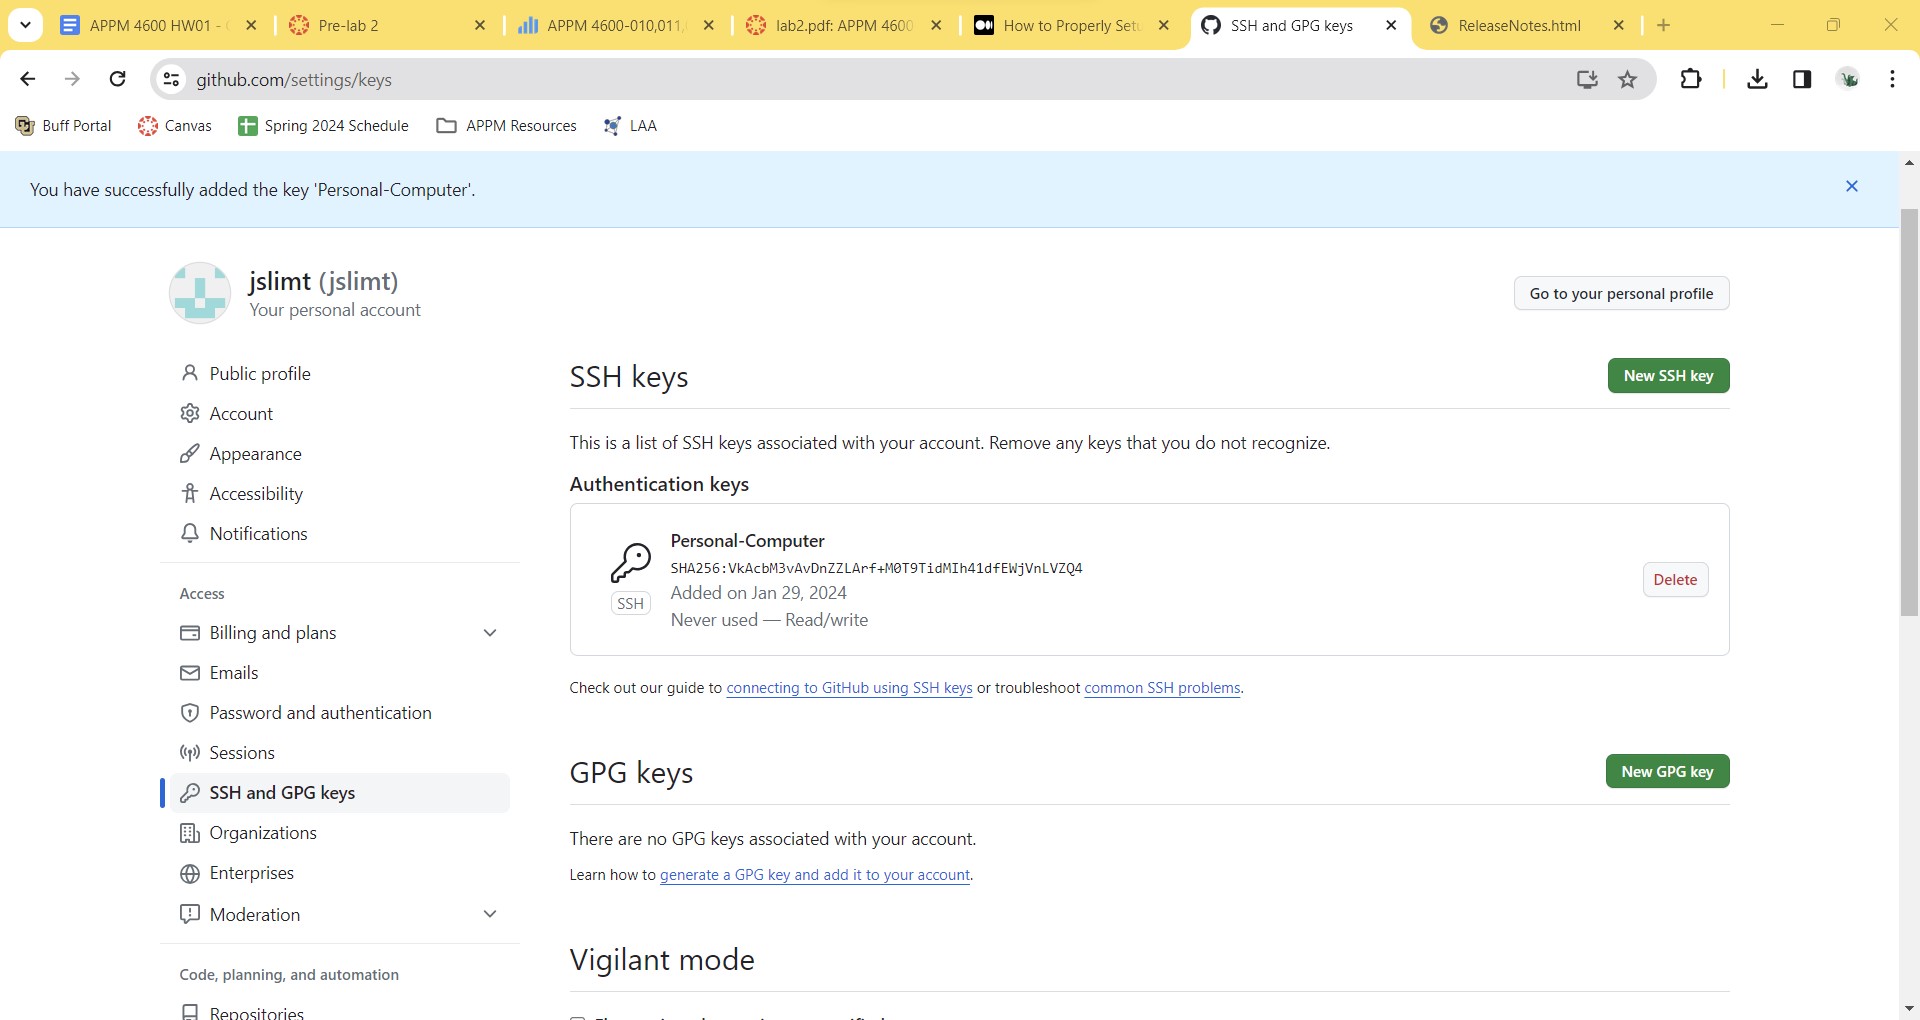 APPM 4600 HW01 -
Pre-lab 2
APPM 4600-010,011,
lab2.pdf: APPM 4600
How to Properly Setu
SSH and GPG keys
ReleaseNotes.html
github.com/settings/keys
Buff Portal
Canvas
Spring 2024 Schedule
APPM Resources
LAA
You have successfully added the key 'Personal-Computer'.
jslimt (jslimt)
Your personal account
Go to your personal profile
Public profile
Account
Appearance
Accessibility
Notifications
Access
Billing and plans
Emails
Password and authentication
Sessions
SSH and GPG keys
Organizations
Enterprises
Moderation
Code, planning, and automation
Repositories
SSH keys
New SSH key
This is a list of SSH keys associated with your account. Remove any keys that you do not recognize.
Authentication keys
Personal-Computer
SHA256:VkAcbM3vAvDnZZLArf+M0T9TidMIh41dfEWjVnLVZQ4
SSH
Added on Jan 29, 2024
Never used — Read/write
Delete
Check out our guide to connecting to GitHub using SSH keys or troubleshoot common SSH problems.
GPG keys
New GPG key
There are no GPG keys associated with your account.
Learn how to generate a GPG key and add it to your account.
Vigilant mode